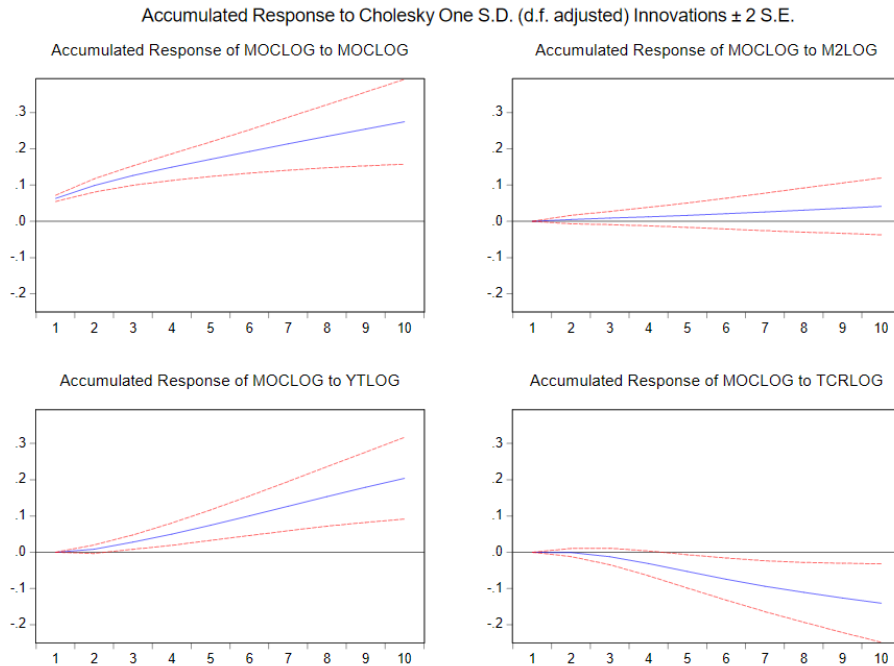 Accumulated Response to Cholesky One S.D. (d.f. adjusted) Innovations ± 2 S.E.
Accumulated Response of MOCLOG to MOCLOG
.3
.2
.1
.0
-.1
-.2
1 2 3 4 5 6 7 8 9 10
Accumulated Response of MOCLOG to M2LOG
.3
.2
.1
.0
-.1
-.2
1 2 3 4 5 6 7 8 9 10
Accumulated Response of MOCLOG to YTLOG
.3
.2
.1
.0
-.1
-.2
1 2 3 4 5 6 7 8 9 10
Accumulated Response of MOCLOG to TCRLOG
.3
.2
.1
.0
-.1
-.2
1 2 3 4 5 6 7 8 9 10